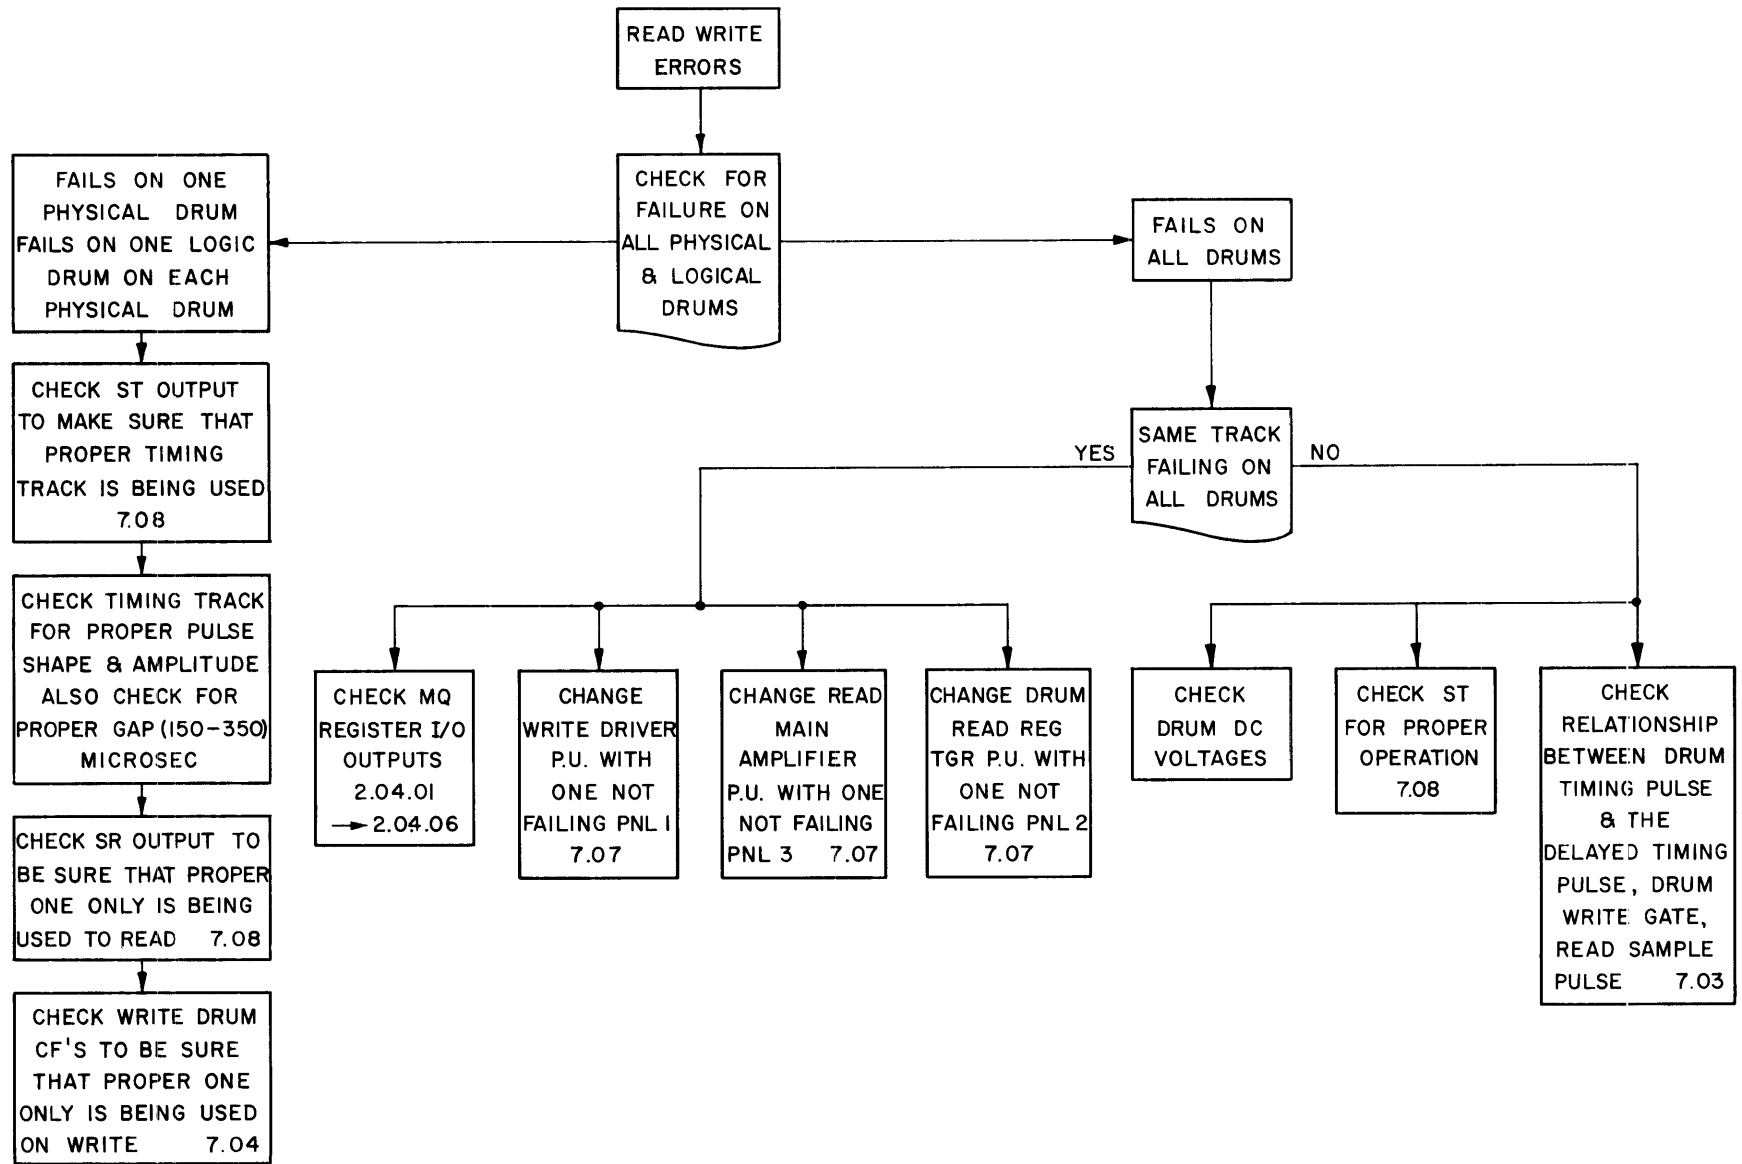 READ WRITE
ERRORS
CHECK FOR
FAILURE ON
ALL PHYSICAL
& LOGICAL
DRUMS
FAILS ON ONE
PHYSICAL DRUM
FAILS ON ONE LOGIC
DRUM ON EACH
PHYSICAL DRUM
CHECK ST OUTPUT
TO MAKE SURE THAT
PROPER TIMING
TRACK IS BEING USED
7.08
CHECK TIMING TRACK
FOR PROPER PULSE
SHAPE & AMPLITUDE
ALSO CHECK FOR
PROPER GAP (150-350)
MICROSEC
CHECK SR OUTPUT TO
BE SURE THAT PROPER
ONE ONLY IS BEING
USED TO READ 7.08
CHECK WRITE DRUM
CF'S TO BE SURE
THAT PROPER ONE
ONLY IS BEING USED
ON WRITE 7.04
FAILS ON
ALL DRUMS
SAME TRACK
FAILING ON
ALL DRUMS
YES
NO
CHECK MQ
REGISTER I/O
OUTPUTS
2.04.01
→ 2.04.06
CHANGE
WRITE DRIVER
P.U. WITH
ONE NOT
FAILING PNL 1
7.07
CHANGE READ
MAIN
AMPLIFIER
P.U. WITH ONE
NOT FAILING
PNL 3 7.07
CHANGE DRUM
READ REG
TGR P.U. WITH
ONE NOT
FAILING PNL 2
7.07
CHECK
DRUM DC
VOLTAGES
CHECK ST
FOR PROPER
OPERATION
7.08
CHECK
RELATIONSHIP
BETWEEN DRUM
TIMING PULSE
& THE
DELAYED TIMING
PULSE, DRUM
WRITE GATE,
READ SAMPLE
PULSE 7.03